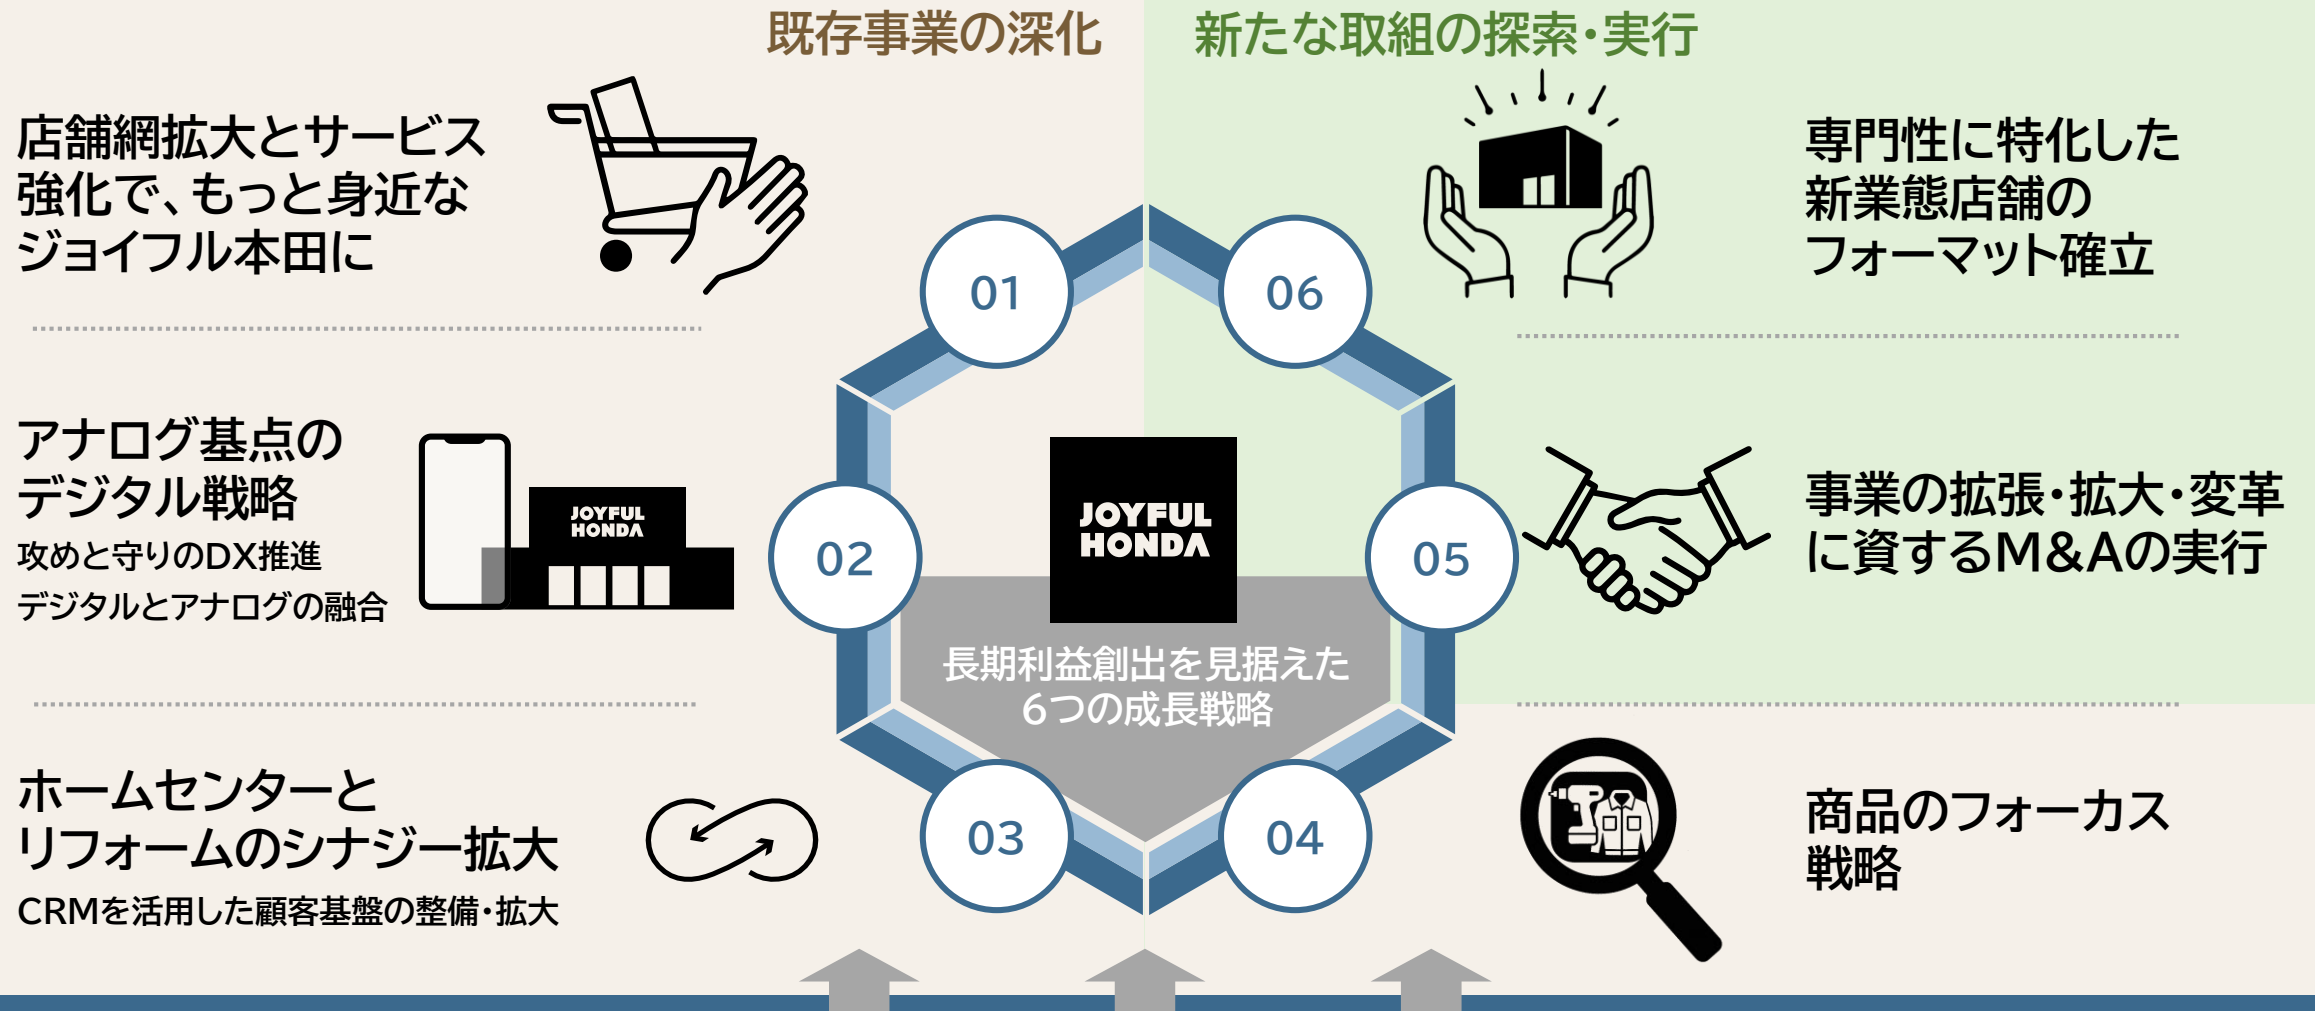 既存事業の深化
新たな取組の探索・実行
店舗網拡大とサービス
強化で、もっと身近な
ジョイフル本田に
01
アナログ基点の
デジタル戦略
攻めと守りのDX推進
デジタルとアナログの融合
JOYFUL
HONDA
02
ホームセンターと
リフォームのシナジー拡大
CRMを活用した顧客基盤の整備・拡大
03
JOYFUL
HONDA
長期利益創出を見据えた
6つの成長戦略
06
専門性に特化した
新業態店舗の
フォーマット確立
05
事業の拡張・拡大・変革
に資するM&Aの実行
04
商品のフォーカス
戦略